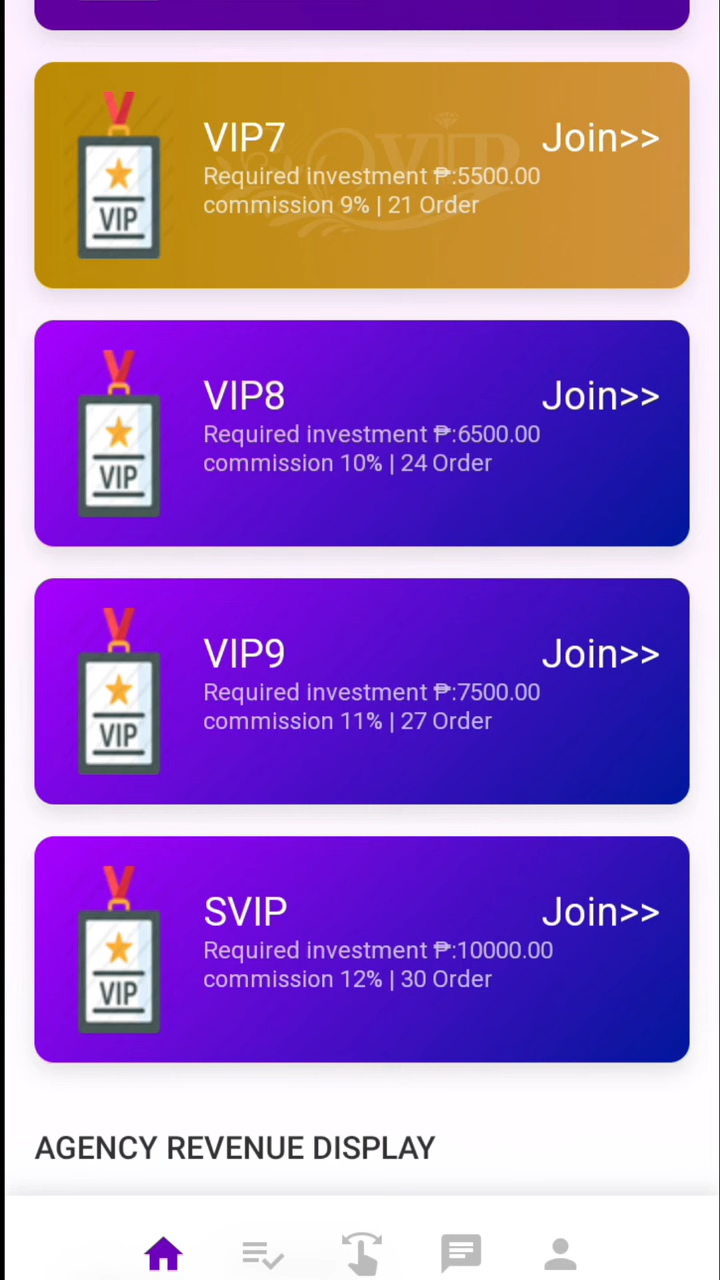 VIP7
Join>>
Required investment ₱:5500.00
commission 9% | 21 Order
VIP
VIP
VIP8
Join>>
Required investment ₱:6500.00
commission 10% | 24 Order
VIP
VIP9
Join>>
Required investment ₱:7500.00
commission 11% | 27 Order
VIP
SVIP
Join>>
Required investment ₱:10000.00
commission 12% | 30 Order
VIP
AGENCY REVENUE DISPLAY